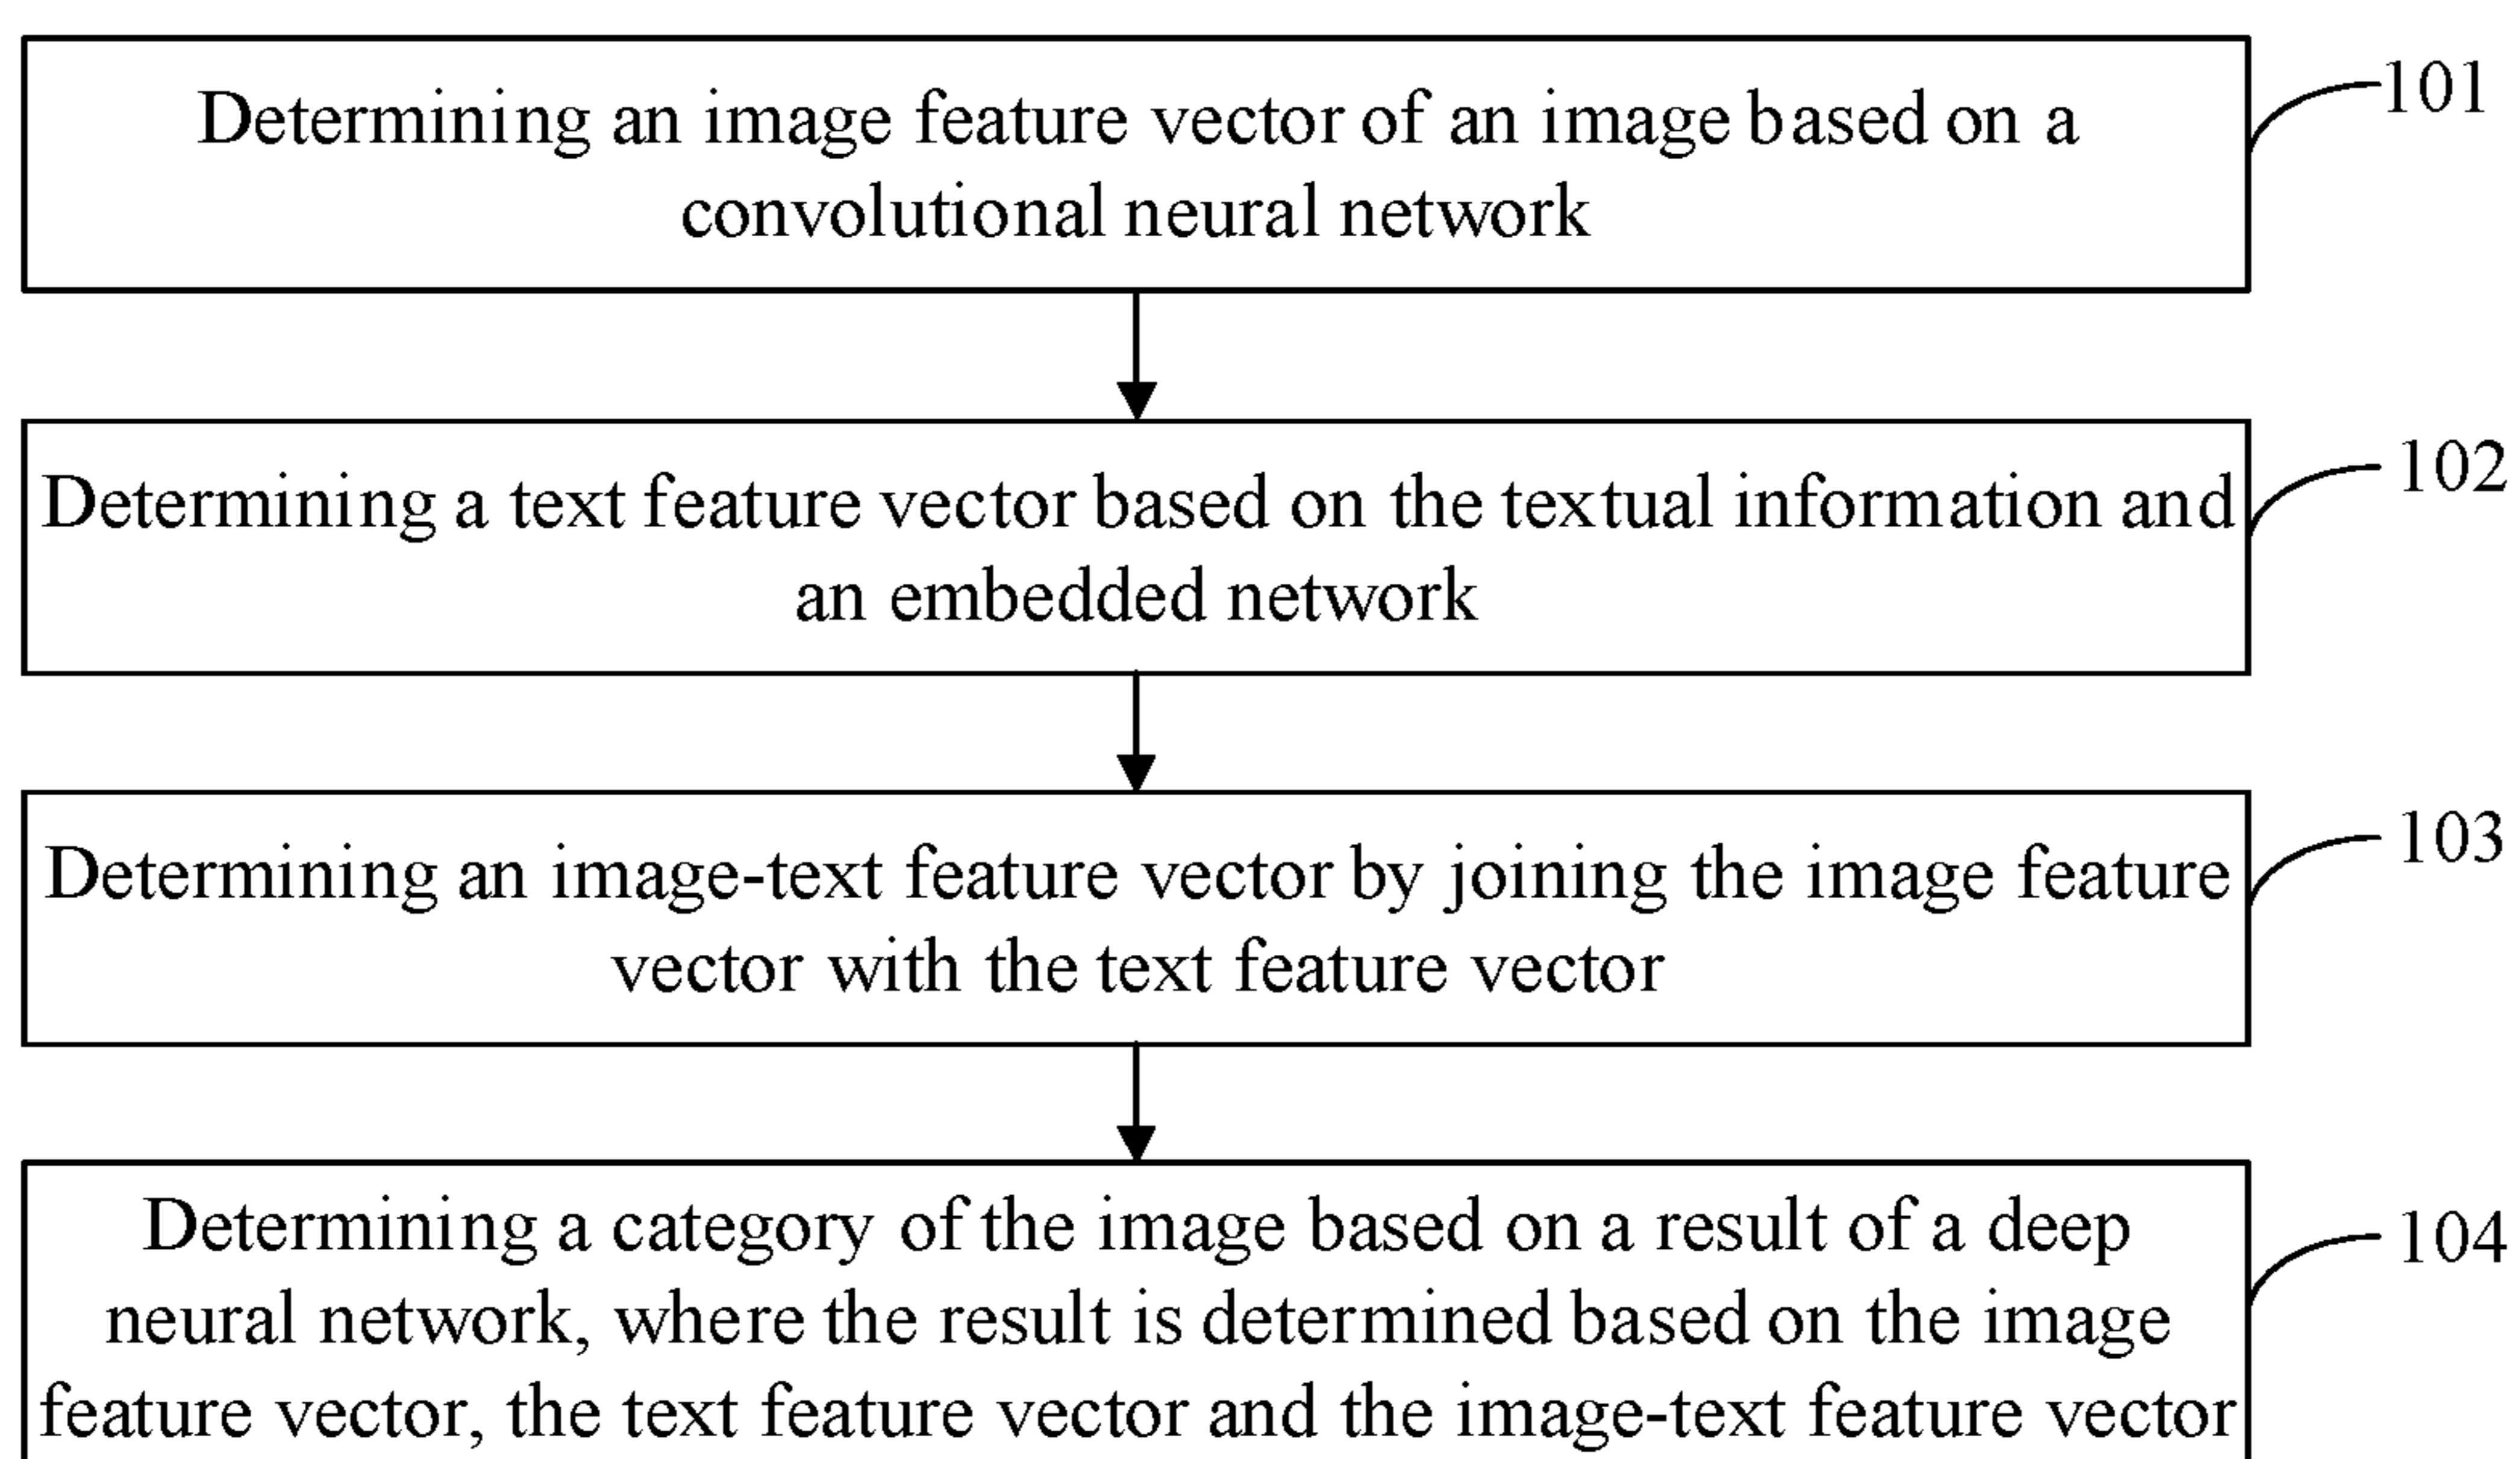 Determining an image feature vector of an image based on a
convolutional neural network
101
Determining a text feature vector based on the textual information and
an embedded network
102
Determining an image-text feature vector by joining the image feature
vector with the text feature vector
103
Determining a category of the image based on a result of a deep
neural network, where the result is determined based on the image
feature vector, the text feature vector and the image-text feature vector
104